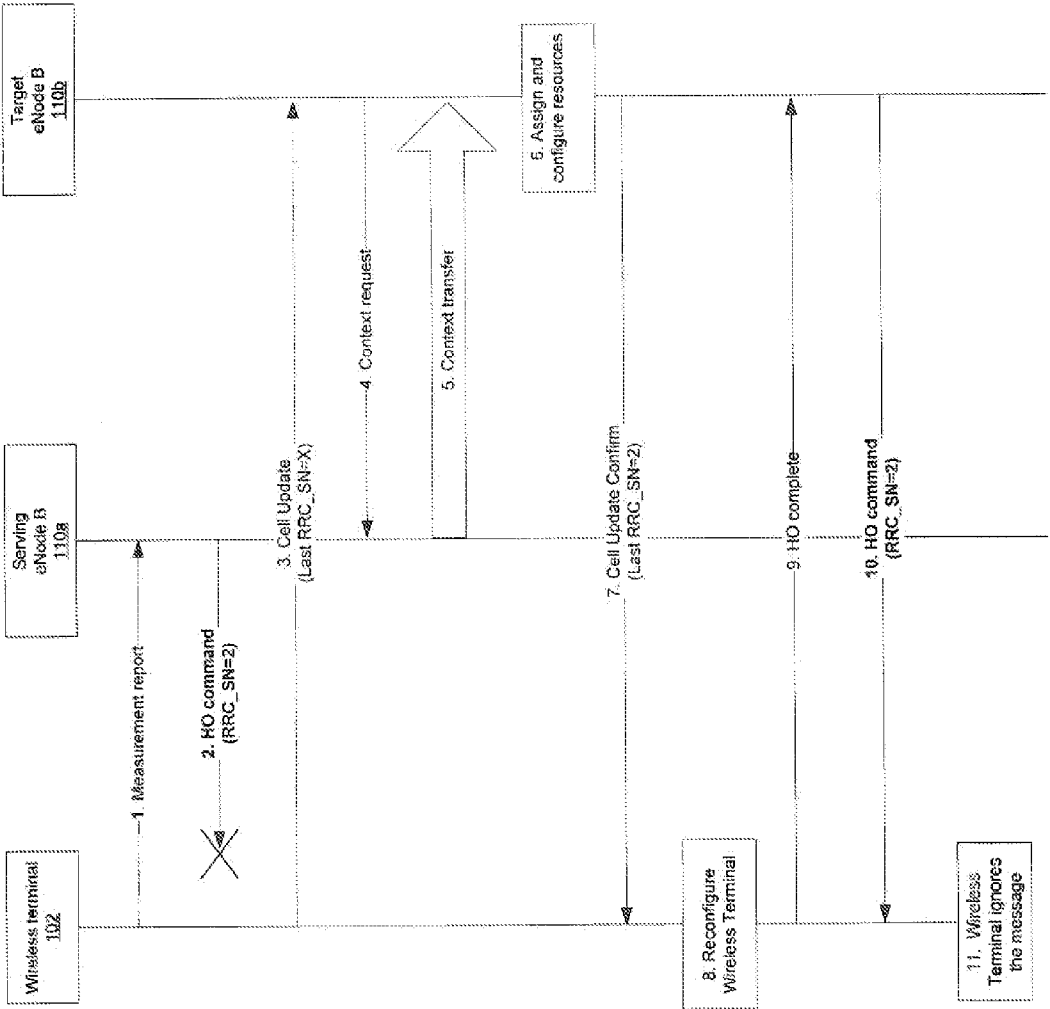 Wireless terminal
102
Serving
eNode B
110a
Target
eNode B
110b
1. Measurement report
2. HO command
(RRC_SN=2)
3. Cell Update
(Last RRC_SN=X)
4. Context request
5. Context transfer
6. Assign and
configure resources
7. Cell Update Confirm
(Last RRC_SN=2)
8. Reconfigure
Wireless Terminal
9. HO complete
10. HO command
(RRC_SN=2)
11. Wireless
Terminal ignores
the message